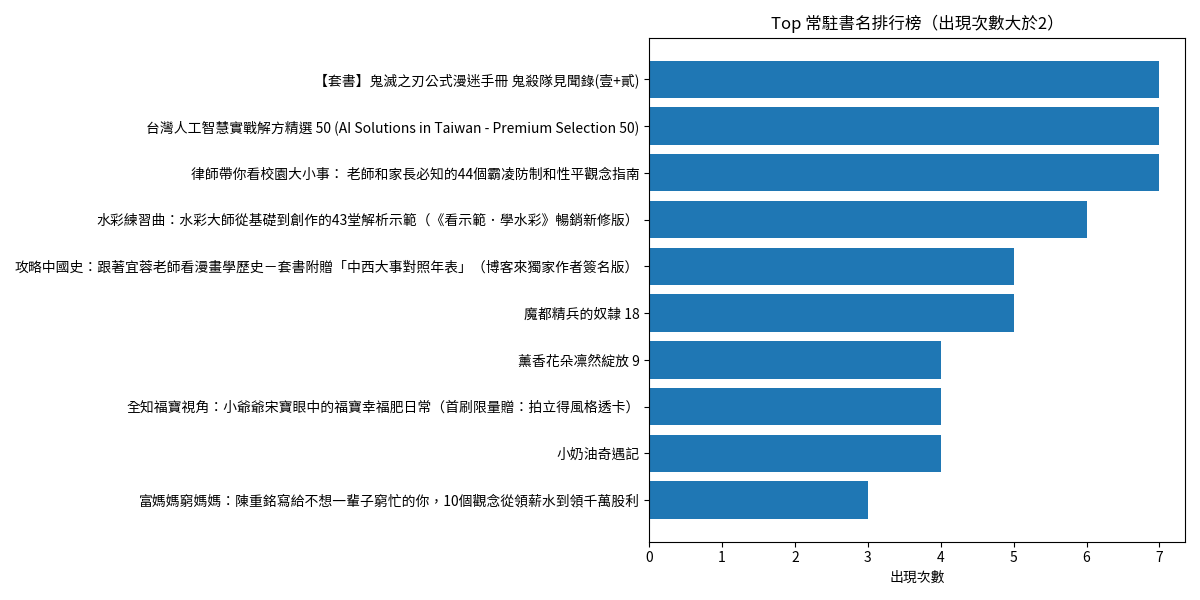 Top 常駐書名排行榜（出現次數大於2）
【套書】鬼滅之刃公式漫迷手冊 鬼殺隊見聞錄(壹+貳)
台灣人工智慧實戰解方精選 50 (AI Solutions in Taiwan - Premium Selection 50)
律師帶你看校園大小事： 老師和家長必知的44個霸凌防制和性平觀念指南
水彩練習曲：水彩大師從基礎到創作的43堂解析示範（《看示範．學水彩》暢銷新修版）
攻略中國史：跟著宜蓉老師看漫畫學歷史－套書附贈「中西大事對照年表」（博客來獨家作者簽名版）
魔都精兵的奴隸 18
薰香花朵凛然綻放 9
全知福寶視角：小爺爺宋寶眼中的福寶幸福肥日常（首刷限量贈：拍立得風格透卡）
小奶油奇遇記
富媽媽窮媽媽：陳重銘寫給不想一輩子窮忙的你，10個觀念從領薪水到領千萬股利
0 1 2 3 4 5 6 7
出現次數